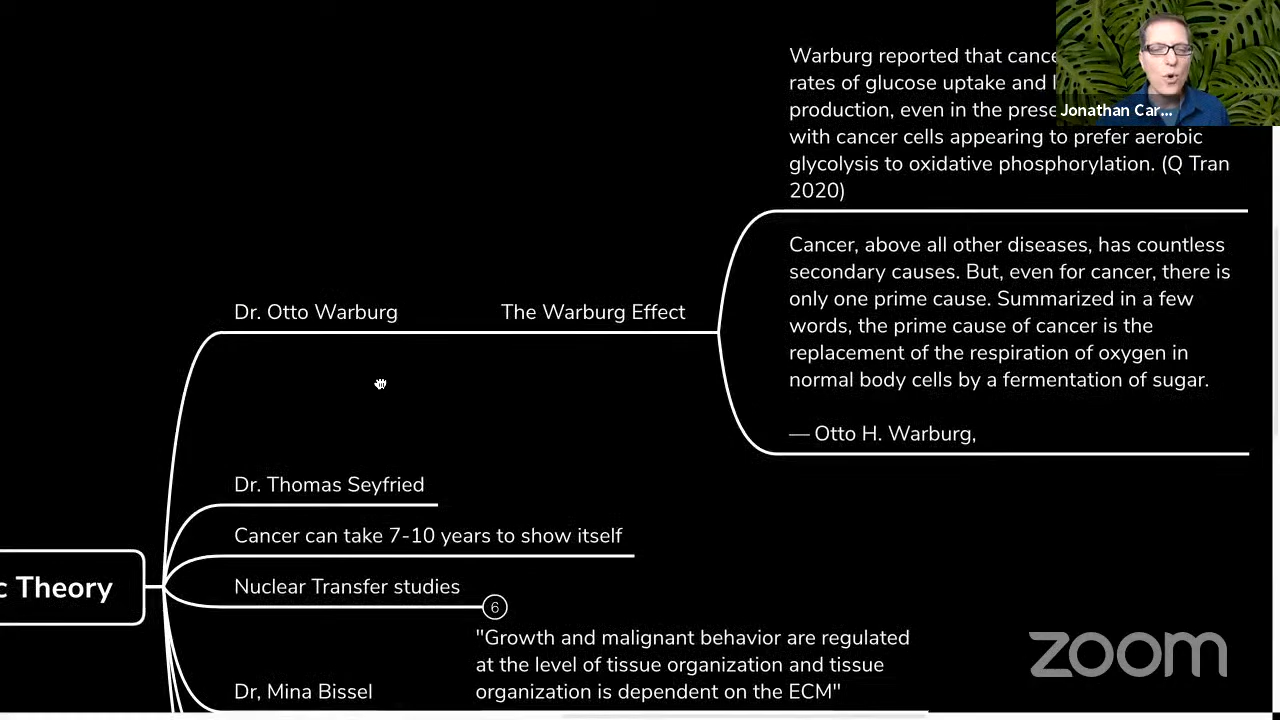 Warburg reported that cance
rates of glucose uptake and
production, even in the prese
with cancer cells appearing to prefer aerobic
glycolysis to oxidative phosphorylation. (Q Tran
2020)
Jonathan Car...
Cancer, above all other diseases, has countless
secondary causes. But, even for cancer, there is
only one prime cause. Summarized in a few
words, the prime cause of cancer is the
replacement of the respiration of oxygen in
normal body cells by a fermentation of sugar.
— Otto H. Warburg,
Dr. Otto Warburg
The Warburg Effect
Dr. Thomas Seyfried
Cancer can take 7-10 years to show itself
c Theory
Nuclear Transfer studies
6
"Growth and malignant behavior are regulated
at the level of tissue organization and tissue
organization is dependent on the ECM"
Dr, Mina Bissel
zoom